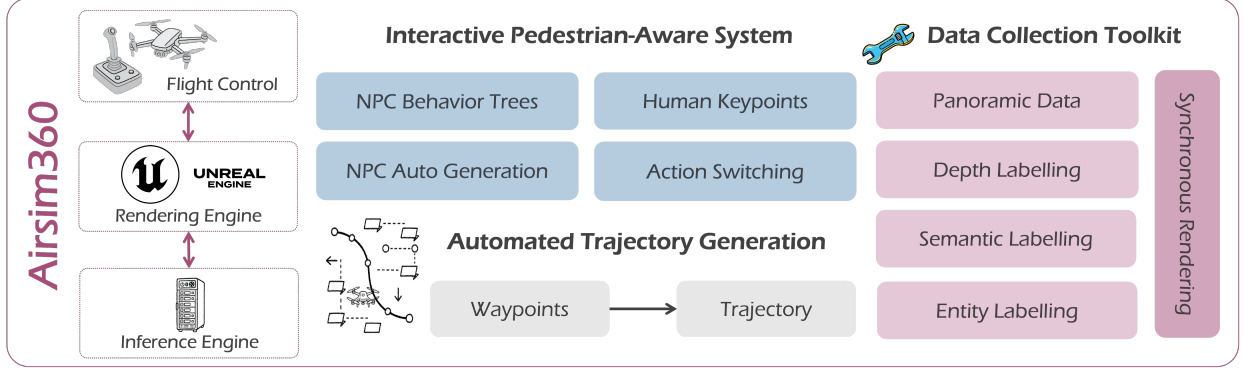 Airsim360
Flight Control
UNREAL
ENGINE
Rendering Engine
Inference Engine
Interactive Pedestrian-Aware System
NPC Behavior Trees
Human Keypoints
NPC Auto Generation
Action Switching
Automated Trajectory Generation
Waypoints
Trajectory
Data Collection Toolkit
Panoramic Data
Depth Labelling
Semantic Labelling
Entity Labelling
Synchronous Rendering